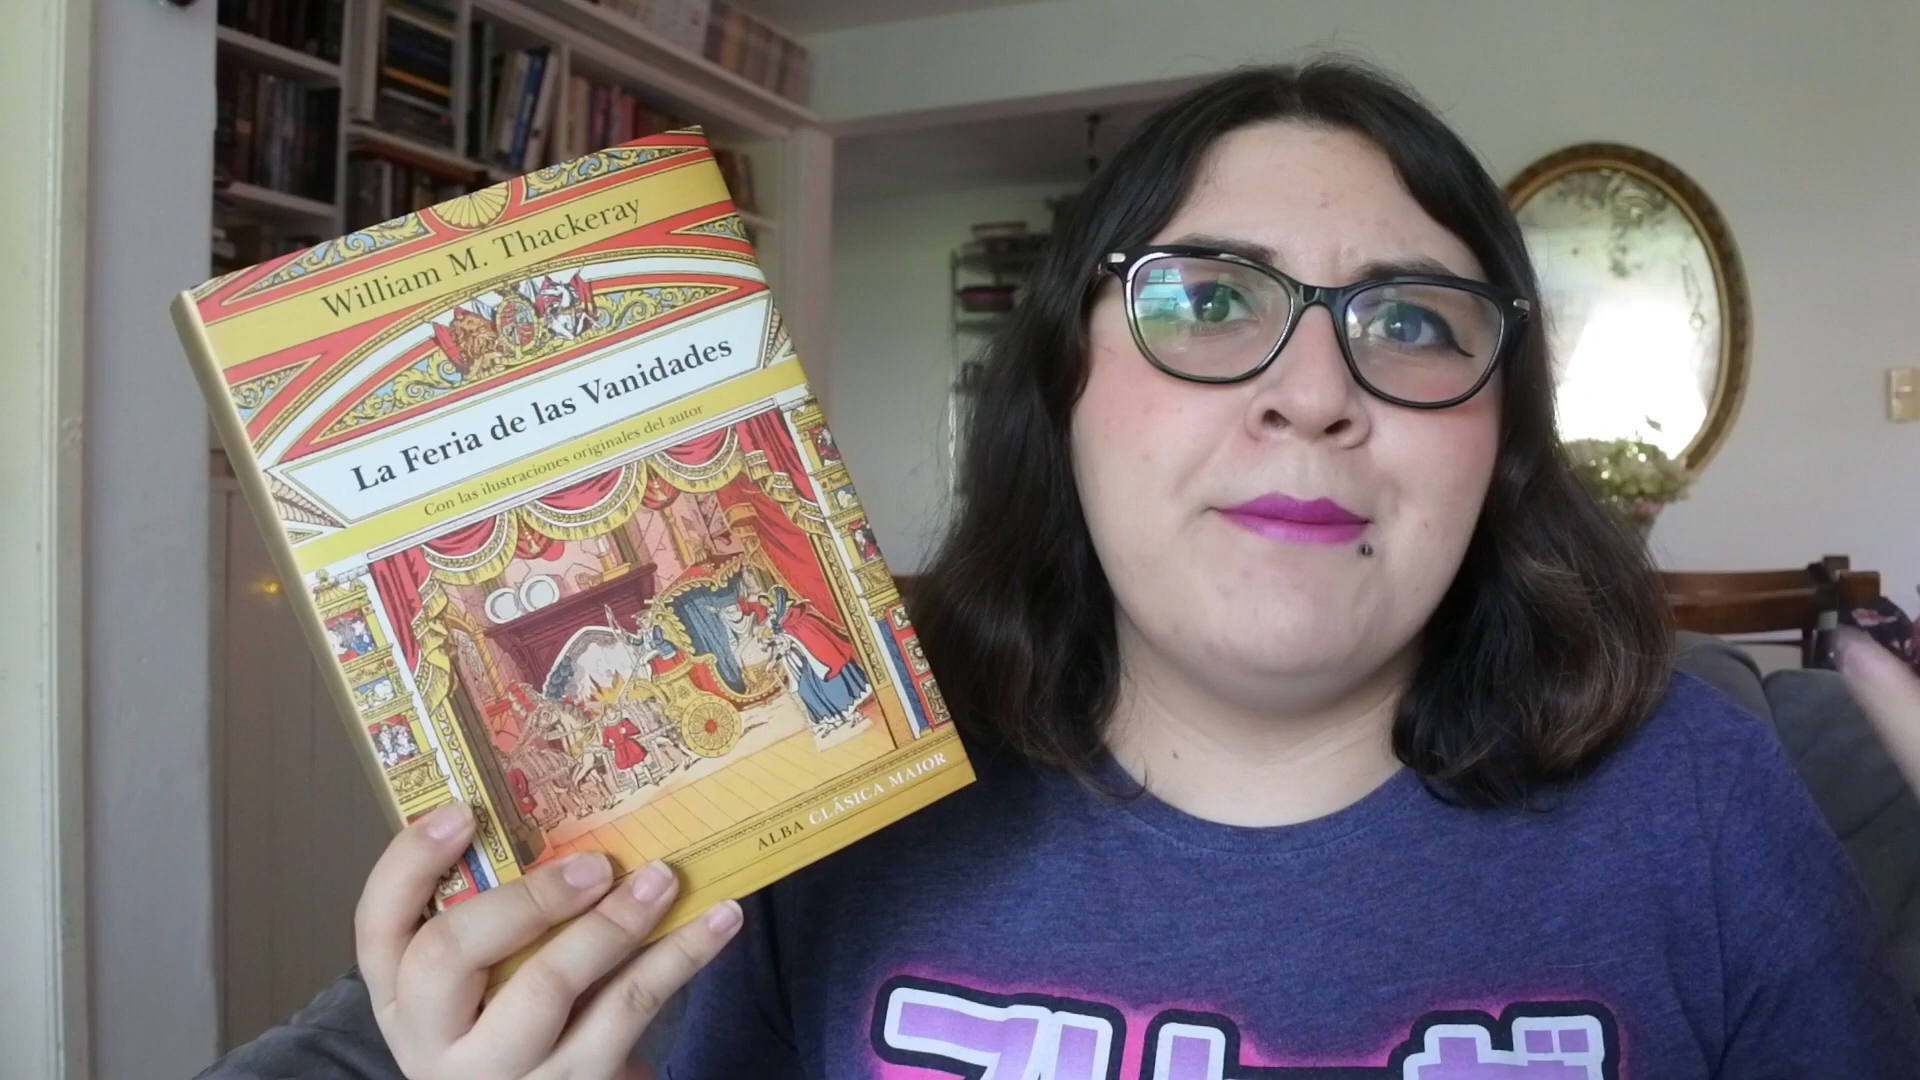 William M. Thackeray
La Feria de las Vanidades
Con las ilustraciones originales del autor
ALBA CLÁSICA MAIOR